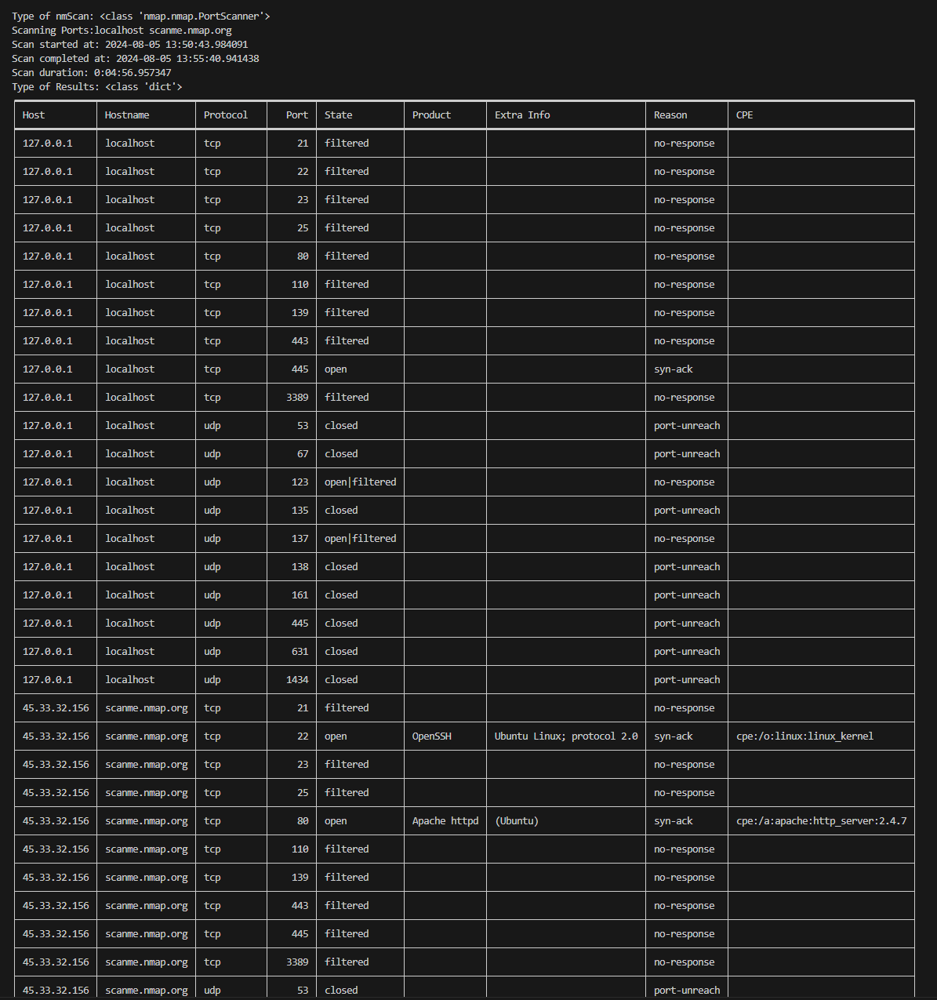 Type of nmScan: <class 'nmap.nmap.PortScanner'>
Scanning Ports:localhost scanme.nmap.org
Scan started at: 2024-08-05 13:50:43.984091
Scan completed at: 2024-08-05 13:55:40.941438
Scan duration: 0:04:56.957347
Type of Results: <class 'dict'>
Host Hostname Protocol Port State Product Extra Info Reason CPE
127.0.0.1 localhost tcp 21 filtered no-response
127.0.0.1 localhost tcp 22 filtered no-response
127.0.0.1 localhost tcp 23 filtered no-response
127.0.0.1 localhost tcp 25 filtered no-response
127.0.0.1 localhost tcp 80 filtered no-response
127.0.0.1 localhost tcp 110 filtered no-response
127.0.0.1 localhost tcp 139 filtered no-response
127.0.0.1 localhost tcp 443 filtered no-response
127.0.0.1 localhost tcp 445 open syn-ack
127.0.0.1 localhost tcp 3389 filtered no-response
127.0.0.1 localhost udp 53 closed port-unreach
127.0.0.1 localhost udp 67 closed port-unreach
127.0.0.1 localhost udp 123 open|filtered no-response
127.0.0.1 localhost udp 135 closed port-unreach
127.0.0.1 localhost udp 137 open|filtered no-response
127.0.0.1 localhost udp 138 closed port-unreach
127.0.0.1 localhost udp 161 closed port-unreach
127.0.0.1 localhost udp 445 closed port-unreach
127.0.0.1 localhost udp 631 closed port-unreach
127.0.0.1 localhost udp 1434 closed port-unreach
45.33.32.156 scanme.nmap.org tcp 21 filtered no-response
45.33.32.156 scanme.nmap.org tcp 22 open OpenSSH Ubuntu Linux; protocol 2.0 syn-ack cpe:/o:linux:linux_kernel
45.33.32.156 scanme.nmap.org tcp 23 filtered no-response
45.33.32.156 scanme.nmap.org tcp 25 filtered no-response
45.33.32.156 scanme.nmap.org tcp 80 open Apache httpd (Ubuntu) syn-ack cpe:/a:apache:http_server:2.4.7
45.33.32.156 scanme.nmap.org tcp 110 filtered no-response
45.33.32.156 scanme.nmap.org tcp 139 filtered no-response
45.33.32.156 scanme.nmap.org tcp 443 filtered no-response
45.33.32.156 scanme.nmap.org tcp 445 filtered no-response
45.33.32.156 scanme.nmap.org tcp 3389 filtered no-response
45.33.32.156 scanme.nmap.org udp 53 closed port-unreach